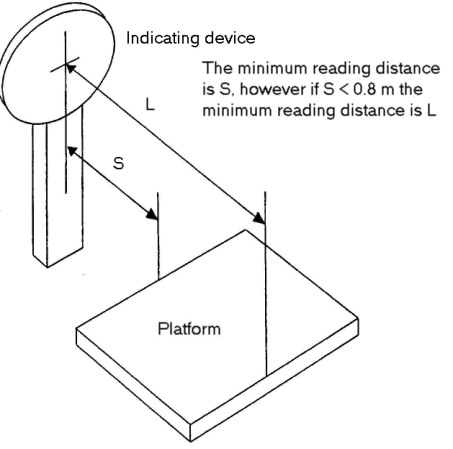 Indicating device
The minimum reading distance
is S, however if S < 0.8 m the
minimum reading distance is L
L
S
Platform